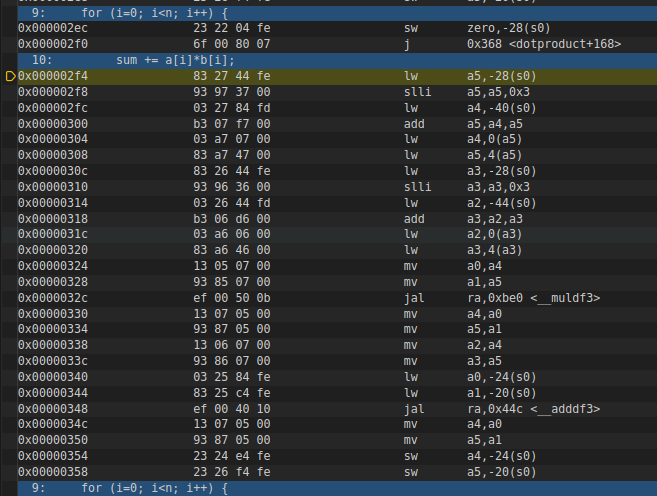 9:     for (i=0; i<n; i++) {
0x000002ec 23 22 04 fe sw zero,-28(s0)
0x000002f0 6f 00 80 07 j 0x368 <dotproduct+168>
10:         sum += a[i]*b[i];
0x000002f4 83 27 44 fe lw a5,-28(s0)
0x000002f8 93 97 37 00 slli a5,a5,0x3
0x000002fc 03 27 84 fd lw a4,-40(s0)
0x00000300 b3 07 f7 00 add a5,a4,a5
0x00000304 03 a7 07 00 lw a4,0(a5)
0x00000308 83 a7 47 00 lw a5,4(a5)
0x0000030c 83 26 44 fe lw a3,-28(s0)
0x00000310 93 96 36 00 slli a3,a3,0x3
0x00000314 03 26 44 fd lw a2,-44(s0)
0x00000318 b3 06 d6 00 add a3,a2,a3
0x0000031c 03 a6 06 00 lw a2,0(a3)
0x00000320 83 a6 46 00 lw a3,4(a3)
0x00000324 13 05 07 00 mv a0,a4
0x00000328 93 85 07 00 mv a1,a5
0x0000032c ef 00 50 0b jal ra,0xbe0 <__muldf3>
0x00000330 13 07 05 00 mv a4,a0
0x00000334 93 87 05 00 mv a5,a1
0x00000338 13 06 07 00 mv a2,a4
0x0000033c 93 86 07 00 mv a3,a5
0x00000340 03 25 84 fe lw a0,-24(s0)
0x00000344 83 25 c4 fe lw a1,-20(s0)
0x00000348 ef 00 40 10 jal ra,0x44c <__adddf3>
0x0000034c 13 07 05 00 mv a4,a0
0x00000350 93 87 05 00 mv a5,a1
0x00000354 23 24 e4 fe sw a4,-24(s0)
0x00000358 23 26 f4 fe sw a5,-20(s0)
9:     for (i=0; i<n; i++) {